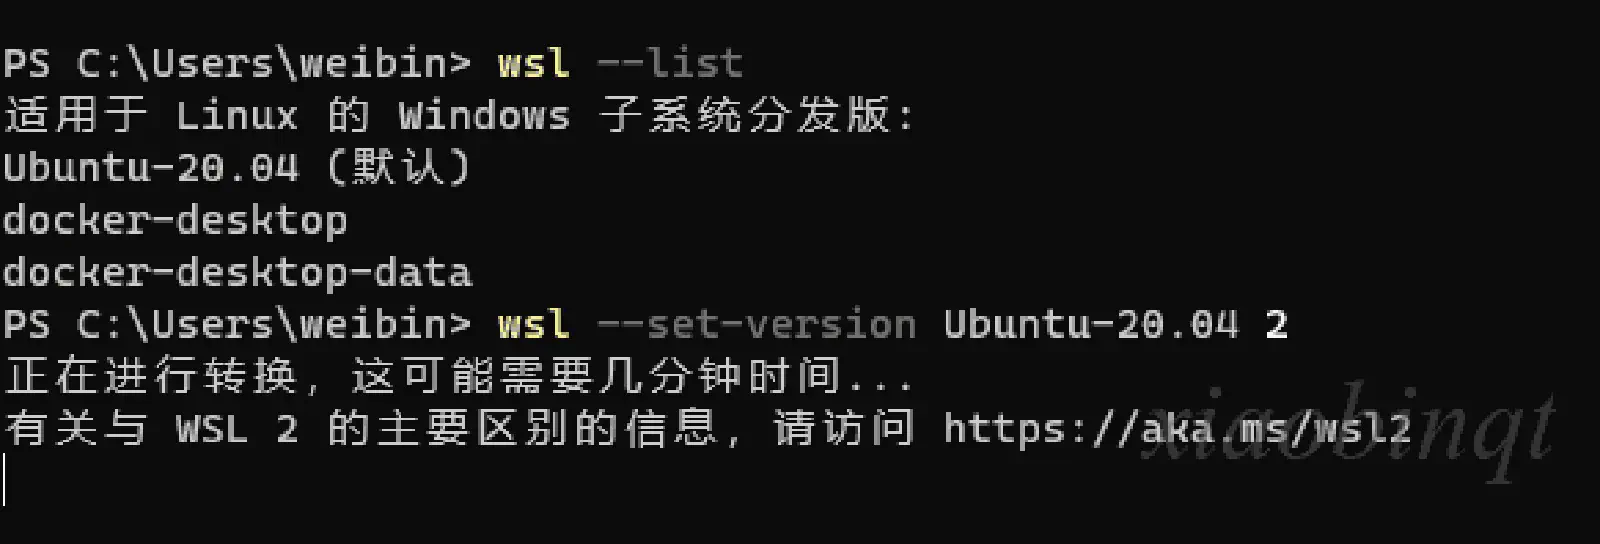 PS C:\Users\weibin> wsl --list
适用于 Linux 的 Windows 子系统分发版:
Ubuntu-20.04 (默认)
docker-desktop
docker-desktop-data
PS C:\Users\weibin> wsl --set-version Ubuntu-20.04 2
正在进行转换，这可能需要几分钟时间...
有关与 WSL 2 的主要区别的信息，请访问 https://aka.ms/wsl2
xiaobinqt